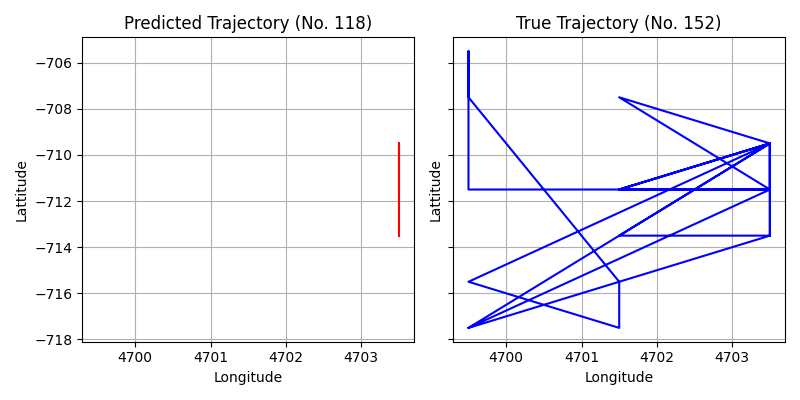 Predicted Trajectory (No. 118)
True Trajectory (No. 152)
−706
−708
−710
−712
−714
−716
−718
Lattitude
Lattitude
4700 4701 4702 4703
4700 4701 4702 4703
Longitude
Longitude